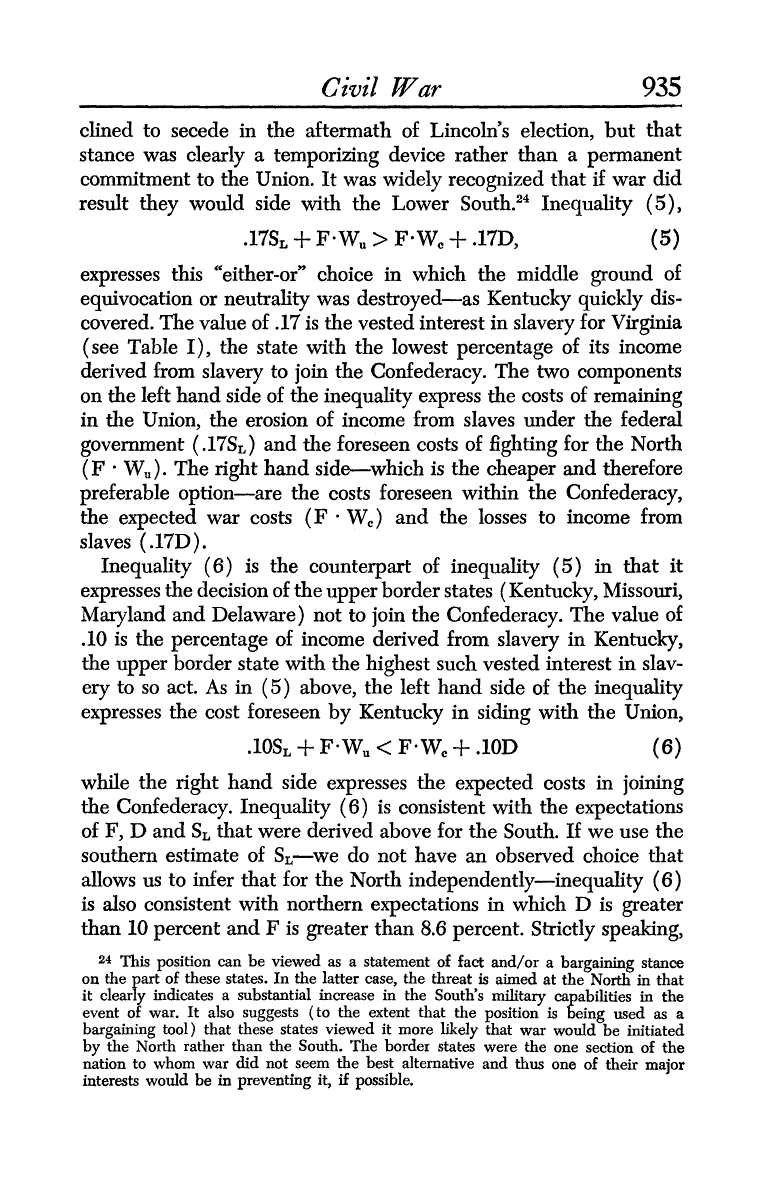 Civil War 935
clined to secede in the aftermath of Lincoln's election, but that
stance was clearly a temporizing device rather than a permanent
commitment to the Union. It was widely recognized that if war did
result they would side with the Lower South.²⁴ Inequality (5),
.17S_L + F·W_u > F·W_c + .17D, (5)
expresses this "either-or" choice in which the middle ground of
equivocation or neutrality was destroyed—as Kentucky quickly dis-
covered. The value of .17 is the vested interest in slavery for Virginia
(see Table I), the state with the lowest percentage of its income
derived from slavery to join the Confederacy. The two components
on the left hand side of the inequality express the costs of remaining
in the Union, the erosion of income from slaves under the federal
government (.17S_L) and the foreseen costs of fighting for the North
(F · W_u). The right hand side—which is the cheaper and therefore
preferable option—are the costs foreseen within the Confederacy,
the expected war costs (F · W_c) and the losses to income from
slaves (.17D).
Inequality (6) is the counterpart of inequality (5) in that it
expresses the decision of the upper border states (Kentucky, Missouri,
Maryland and Delaware) not to join the Confederacy. The value of
.10 is the percentage of income derived from slavery in Kentucky,
the upper border state with the highest such vested interest in slav-
ery to so act. As in (5) above, the left hand side of the inequality
expresses the cost foreseen by Kentucky in siding with the Union,
.10S_L + F·W_u < F·W_c + .10D (6)
while the right hand side expresses the expected costs in joining
the Confederacy. Inequality (6) is consistent with the expectations
of F, D and S_L that were derived above for the South. If we use the
southern estimate of S_L—we do not have an observed choice that
allows us to infer that for the North independently—inequality (6)
is also consistent with northern expectations in which D is greater
than 10 percent and F is greater than 8.6 percent. Strictly speaking,
²⁴ This position can be viewed as a statement of fact and/or a bargaining stance
on the part of these states. In the latter case, the threat is aimed at the North in that
it clearly indicates a substantial increase in the South's military capabilities in the
event of war. It also suggests (to the extent that the position is being used as a
bargaining tool) that these states viewed it more likely that war would be initiated
by the North rather than the South. The border states were the one section of the
nation to whom war did not seem the best alternative and thus one of their major
interests would be in preventing it, if possible.